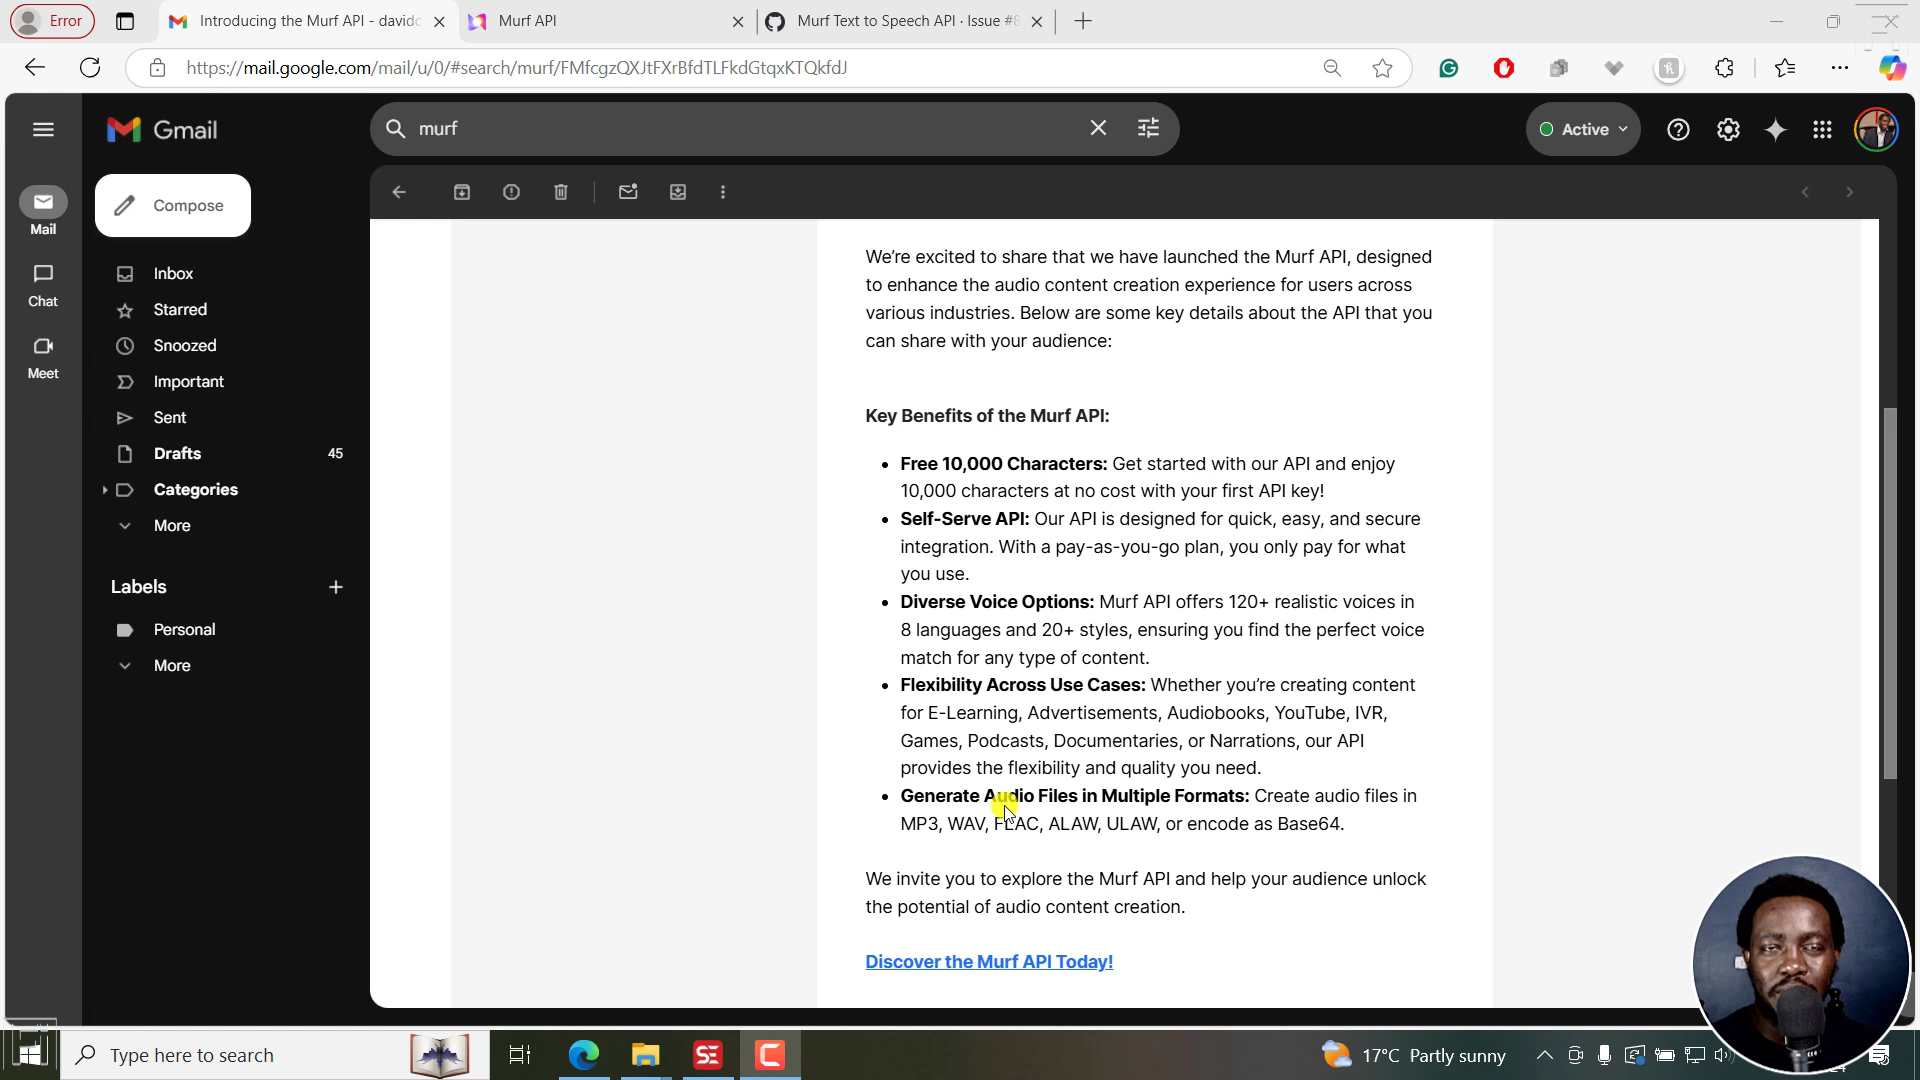 Error
Introducing the Murf API - davidc
Murf API
Murf Text to Speech API · Issue #8
https://mail.google.com/mail/u/0/#search/murf/FMfcgzQXJtFXrBfdTLFkdGtqxKTQkfdJ
Gmail
murf
Active
Mail
Chat
Meet
Compose
Inbox
Starred
Snoozed
Important
Sent
Drafts 45
Categories
More
Labels
Personal
More
We're excited to share that we have launched the Murf API, designed
to enhance the audio content creation experience for users across
various industries. Below are some key details about the API that you
can share with your audience:
Key Benefits of the Murf API:
• Free 10,000 Characters: Get started with our API and enjoy
10,000 characters at no cost with your first API key!
• Self-Serve API: Our API is designed for quick, easy, and secure
integration. With a pay-as-you-go plan, you only pay for what
you use.
• Diverse Voice Options: Murf API offers 120+ realistic voices in
8 languages and 20+ styles, ensuring you find the perfect voice
match for any type of content.
• Flexibility Across Use Cases: Whether you're creating content
for E-Learning, Advertisements, Audiobooks, YouTube, IVR,
Games, Podcasts, Documentaries, or Narrations, our API
provides the flexibility and quality you need.
• Generate Audio Files in Multiple Formats: Create audio files in
MP3, WAV, FLAC, ALAW, ULAW, or encode as Base64.
We invite you to explore the Murf API and help your audience unlock
the potential of audio content creation.
Discover the Murf API Today!
Type here to search
SE
17°C Partly sunny